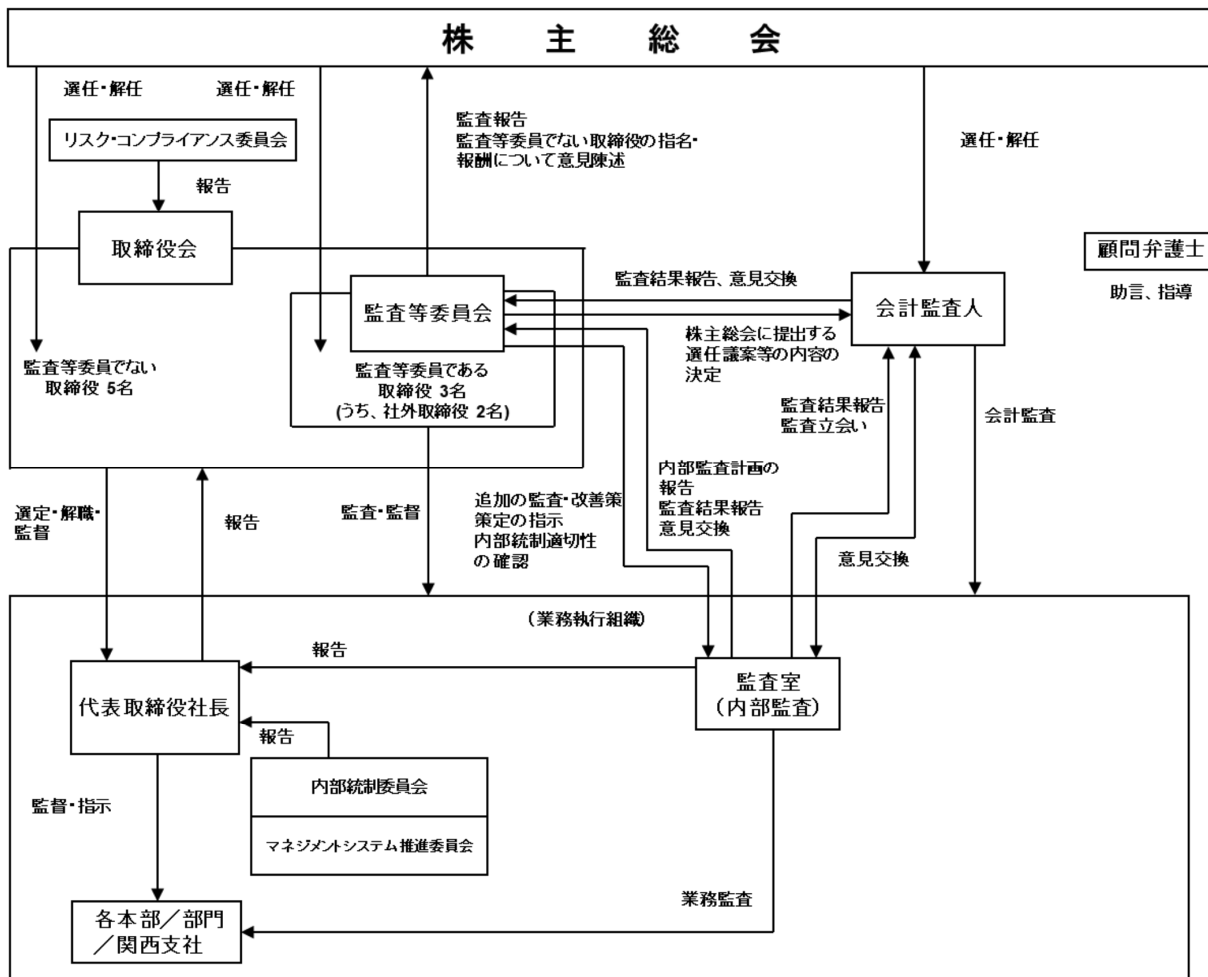 株 主 総 会
選任・解任
選任・解任
監査報告
監査等委員でない取締役の指名・
報酬について意見陳述
選任・解任
リスク・コンプライアンス委員会
報告
取締役会
顧問弁護士
助言、指導
監査等委員会
監査結果報告、意見交換
会計監査人
株主総会に提出する
選任議案等の内容の
決定
監査等委員でない
取締役 5名
監査等委員である
取締役 3名
(うち、社外取締役 2名)
監査結果報告
監査立会い
会計監査
選定・解職・
監督
報告
監査・監督
追加の監査・改善策
策定の指示
内部統制適切性
の確認
内部監査計画の
報告
監査結果報告
意見交換
意見交換
(業務執行組織)
報告
代表取締役社長
監査室
(内部監査)
報告
内部統制委員会
マネジメントシステム推進委員会
監督・指示
業務監査
各本部／部門
／関西支社